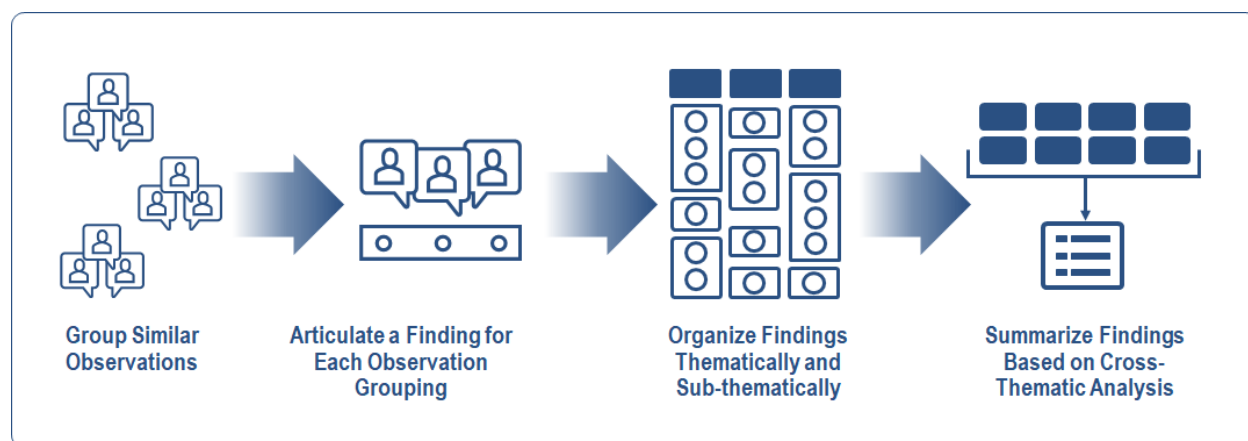 Group Similar
Observations
Articulate a Finding for
Each Observation
Grouping
Organize Findings
Thematically and
Sub-thematically
Summarize Findings
Based on Cross-
Thematic Analysis